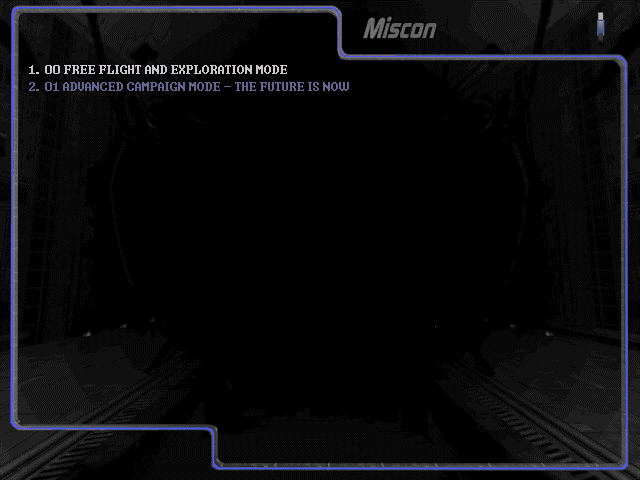 Miscon
1. 00 FREE FLIGHT AND EXPLORATION MODE
2. 01 ADVANCED CAMPAIGN MODE - THE FUTURE IS NOW